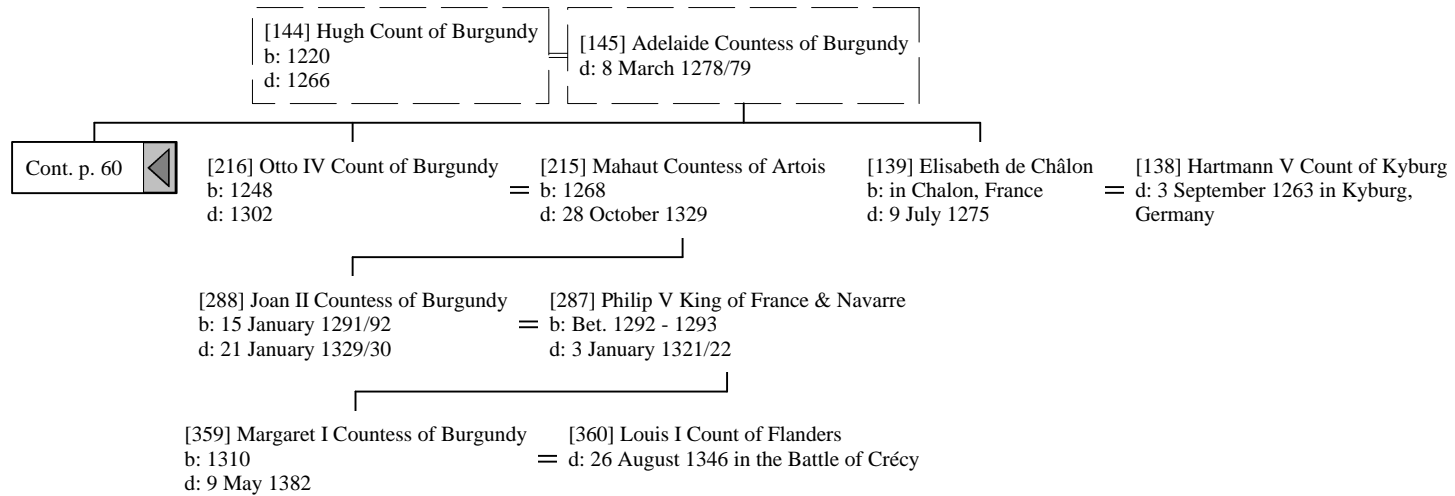 [144] Hugh Count of Burgundy
b: 1220
d: 1266
[145] Adelaide Countess of Burgundy
d: 8 March 1278/79
Cont. p. 60
[216] Otto IV Count of Burgundy
b: 1248
d: 1302
=
[215] Mahaut Countess of Artois
b: 1268
d: 28 October 1329
[139] Elisabeth de Châlon
b: in Chalon, France
d: 9 July 1275
=
[138] Hartmann V Count of Kyburg
d: 3 September 1263 in Kyburg,
Germany
[288] Joan II Countess of Burgundy
b: 15 January 1291/92
d: 21 January 1329/30
=
[287] Philip V King of France & Navarre
b: Bet. 1292 - 1293
d: 3 January 1321/22
[359] Margaret I Countess of Burgundy
b: 1310
d: 9 May 1382
=
[360] Louis I Count of Flanders
d: 26 August 1346 in the Battle of Crécy